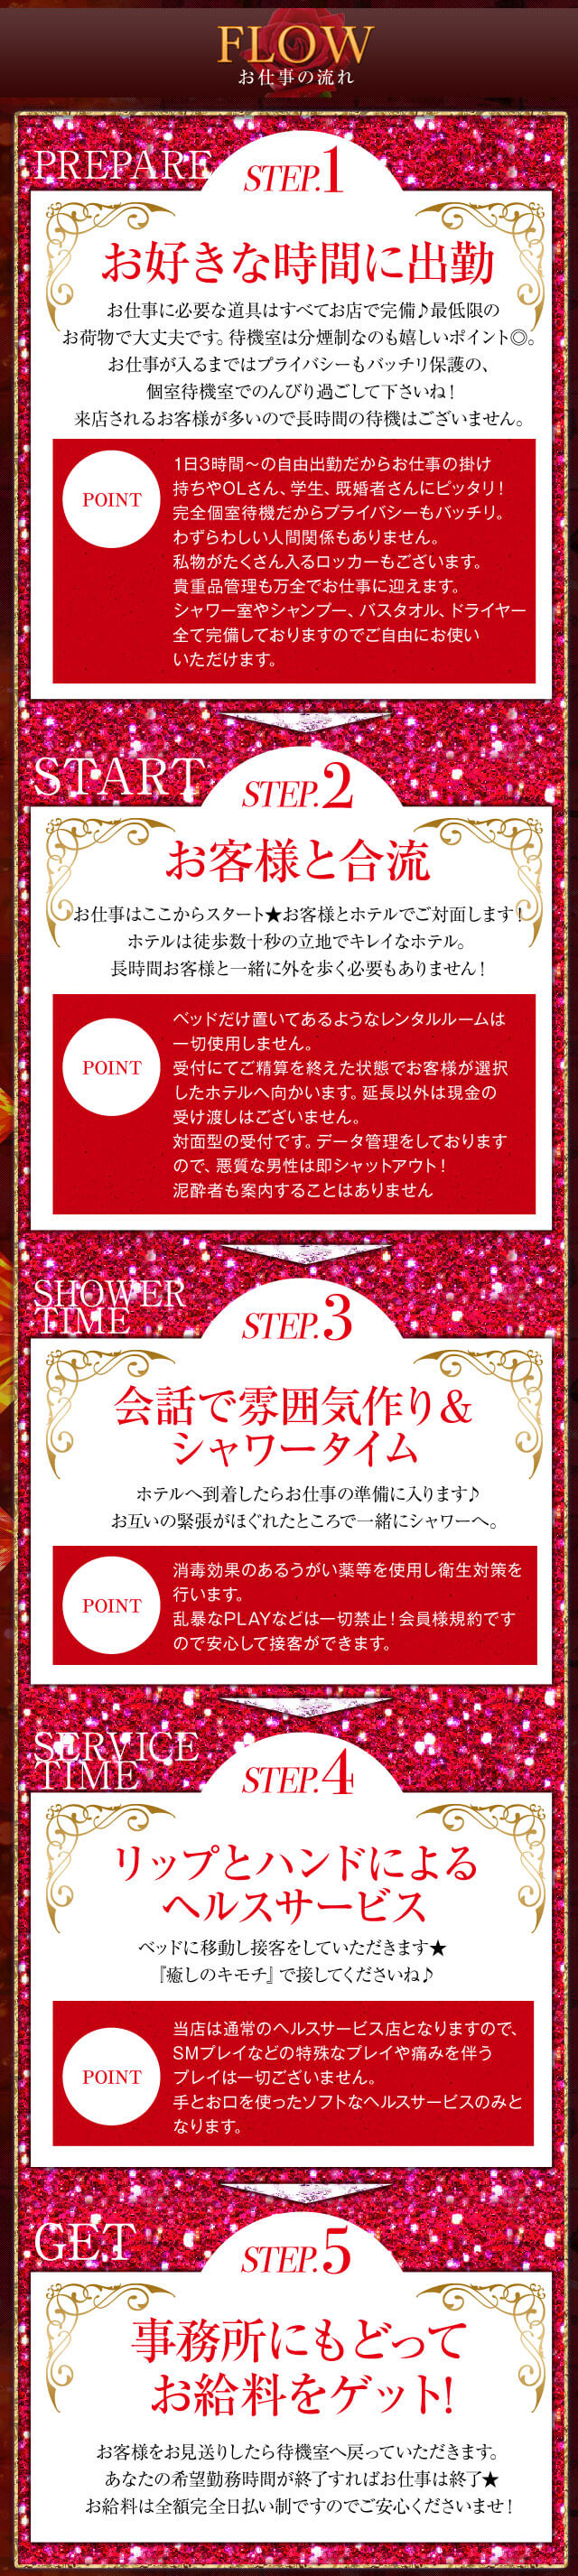 FLOW
お仕事の流れ
PREPARE
STEP.1
お好きな時間に出勤
お仕事に必要な道具はすべてお店で完備♪最低限の
お荷物で大丈夫です。待機室は分煙制なのも嬉しいポイント◎。
お仕事が入るまではプライバシーもバッチリ保護の、
個室待機室でのんびり過ごして下さいね！
来店されるお客様が多いので長時間の待機はございません。
POINT
1日3時間～の自由出勤だからお仕事の掛け
持ちやOLさん、学生、既婚者さんにピッタリ！
完全個室待機だからプライバシーもバッチリ。
わずらわしい人間関係もありません。
私物がたくさん入るロッカーもございます。
貴重品管理も万全でお仕事に迎えます。
シャワー室やシャンプー、バスタオル、ドライヤー
全て完備しておりますのでご自由にお使い
いただけます。
START
STEP.2
お客様と合流
お仕事はここからスタート★お客様とホテルでご対面します！
ホテルは徒歩数十秒の立地でキレイなホテル。
長時間お客様と一緒に外を歩く必要もありません！
POINT
ベッドだけ置いてあるようなレンタルルームは
一切使用しません。
受付にてご精算を終えた状態でお客様が選択
したホテルへ向かいます。延長以外は現金の
受け渡しはございません。
対面型の受付です。データ管理をしております
ので、悪質な男性は即シャットアウト！
泥酔者も案内することはありません
SHOWER
TIME
STEP.3
会話で雰囲気作り＆
シャワータイム
ホテルへ到着したらお仕事の準備に入ります♪
お互いの緊張がほぐれたところで一緒にシャワーへ。
POINT
消毒効果のあるうがい薬等を使用し衛生対策を
行います。
乱暴なPLAYなどは一切禁止！会員様規約です
ので安心して接客ができます。
SERVICE
TIME
STEP.4
リップとハンドによる
ヘルスサービス
ベッドに移動し接客をしていただきます★
『癒しのキモチ』で接してくださいね♪
POINT
当店は通常のヘルスサービス店となりますので、
SMプレイなどの特殊なプレイや痛みを伴う
プレイは一切ございません。
手とお口を使ったソフトなヘルスサービスのみと
なります。
GET
STEP.5
事務所にもどって
お給料をゲット！
お客様をお見送りしたら待機室へ戻っていただきます。
あなたの希望勤務時間が終了すればお仕事は終了★
お給料は全額完全日払い制ですのでご安心くださいませ！